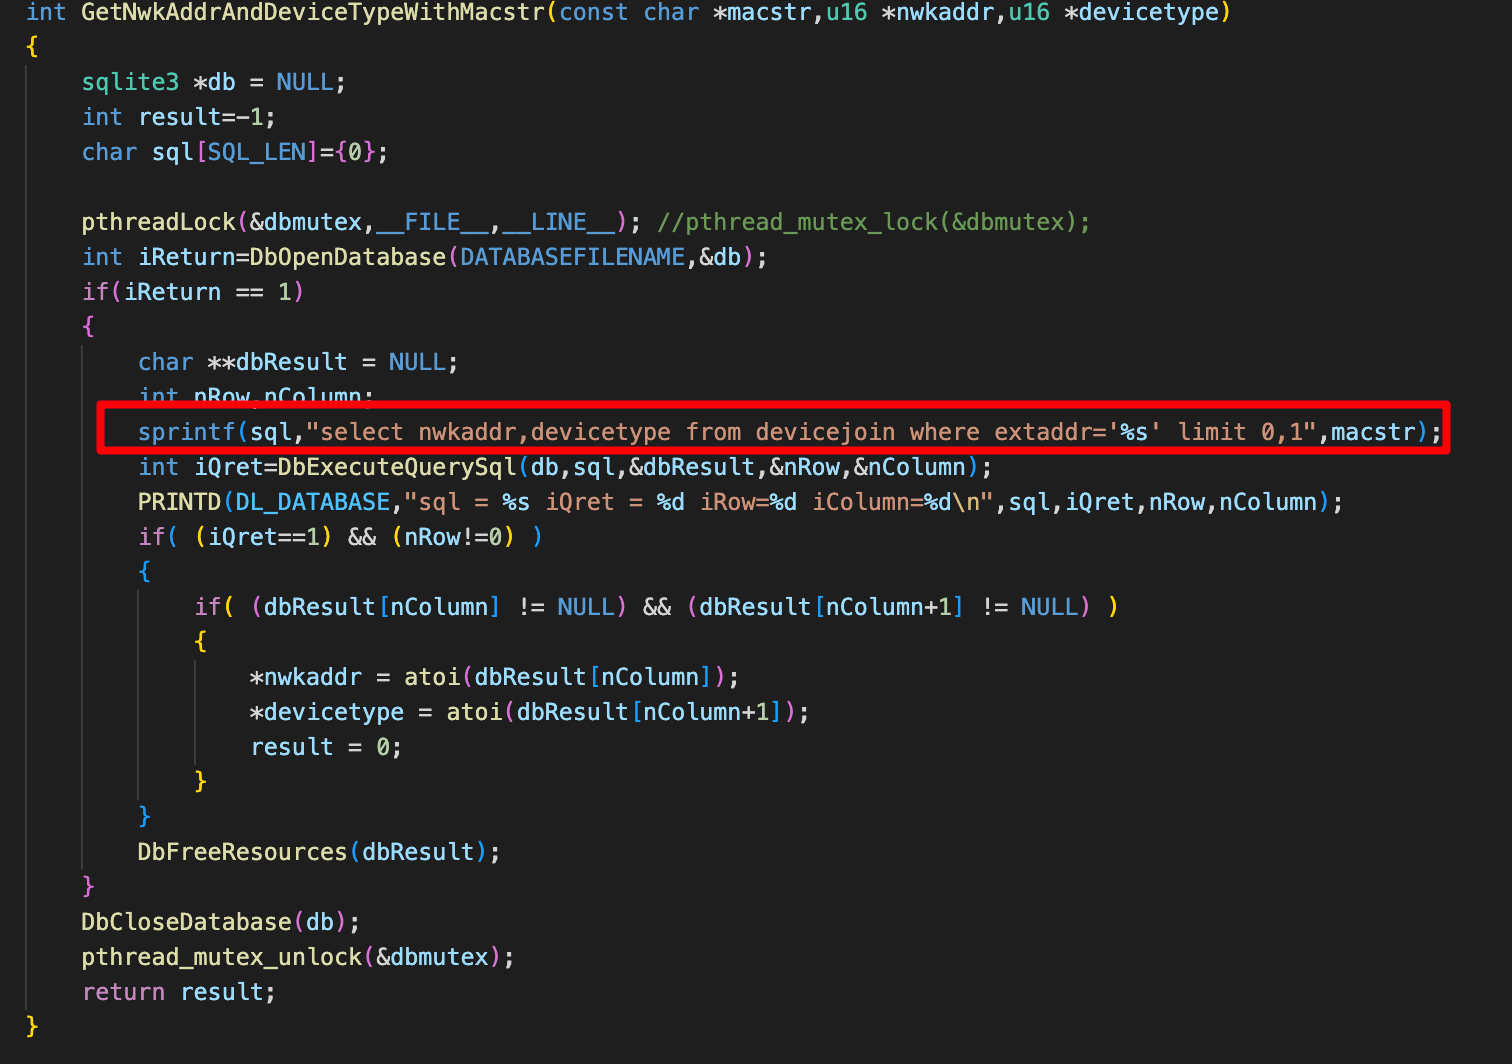 int GetNwkAddrAndDeviceTypeWithMacstr(const char *macstr,u16 *nwkaddr,u16 *devicetype)
{
sqlite3 *db = NULL;
int result=-1;
char sql[SQL_LEN]={0};
pthreadLock(&dbmutex,__FILE__,__LINE__); //pthread_mutex_lock(&dbmutex);
int iReturn=DbOpenDatabase(DATABASEFILENAME,&db);
if(iReturn == 1)
{
char **dbResult = NULL;
int nRow,nColumn;
sprintf(sql,"select nwkaddr,devicetype from devicejoin where extaddr='%s' limit 0,1",macstr);
int iQret=DbExecuteQuerySql(db,sql,&dbResult,&nRow,&nColumn);
PRINTD(DL_DATABASE,"sql = %s iQret = %d iRow=%d iColumn=%d\n",sql,iQret,nRow,nColumn);
if( (iQret==1) && (nRow!=0) )
{
if( (dbResult[nColumn] != NULL) && (dbResult[nColumn+1] != NULL) )
{
*nwkaddr = atoi(dbResult[nColumn]);
*devicetype = atoi(dbResult[nColumn+1]);
result = 0;
}
}
DbFreeResources(dbResult);
}
DbCloseDatabase(db);
pthread_mutex_unlock(&dbmutex);
return result;
}